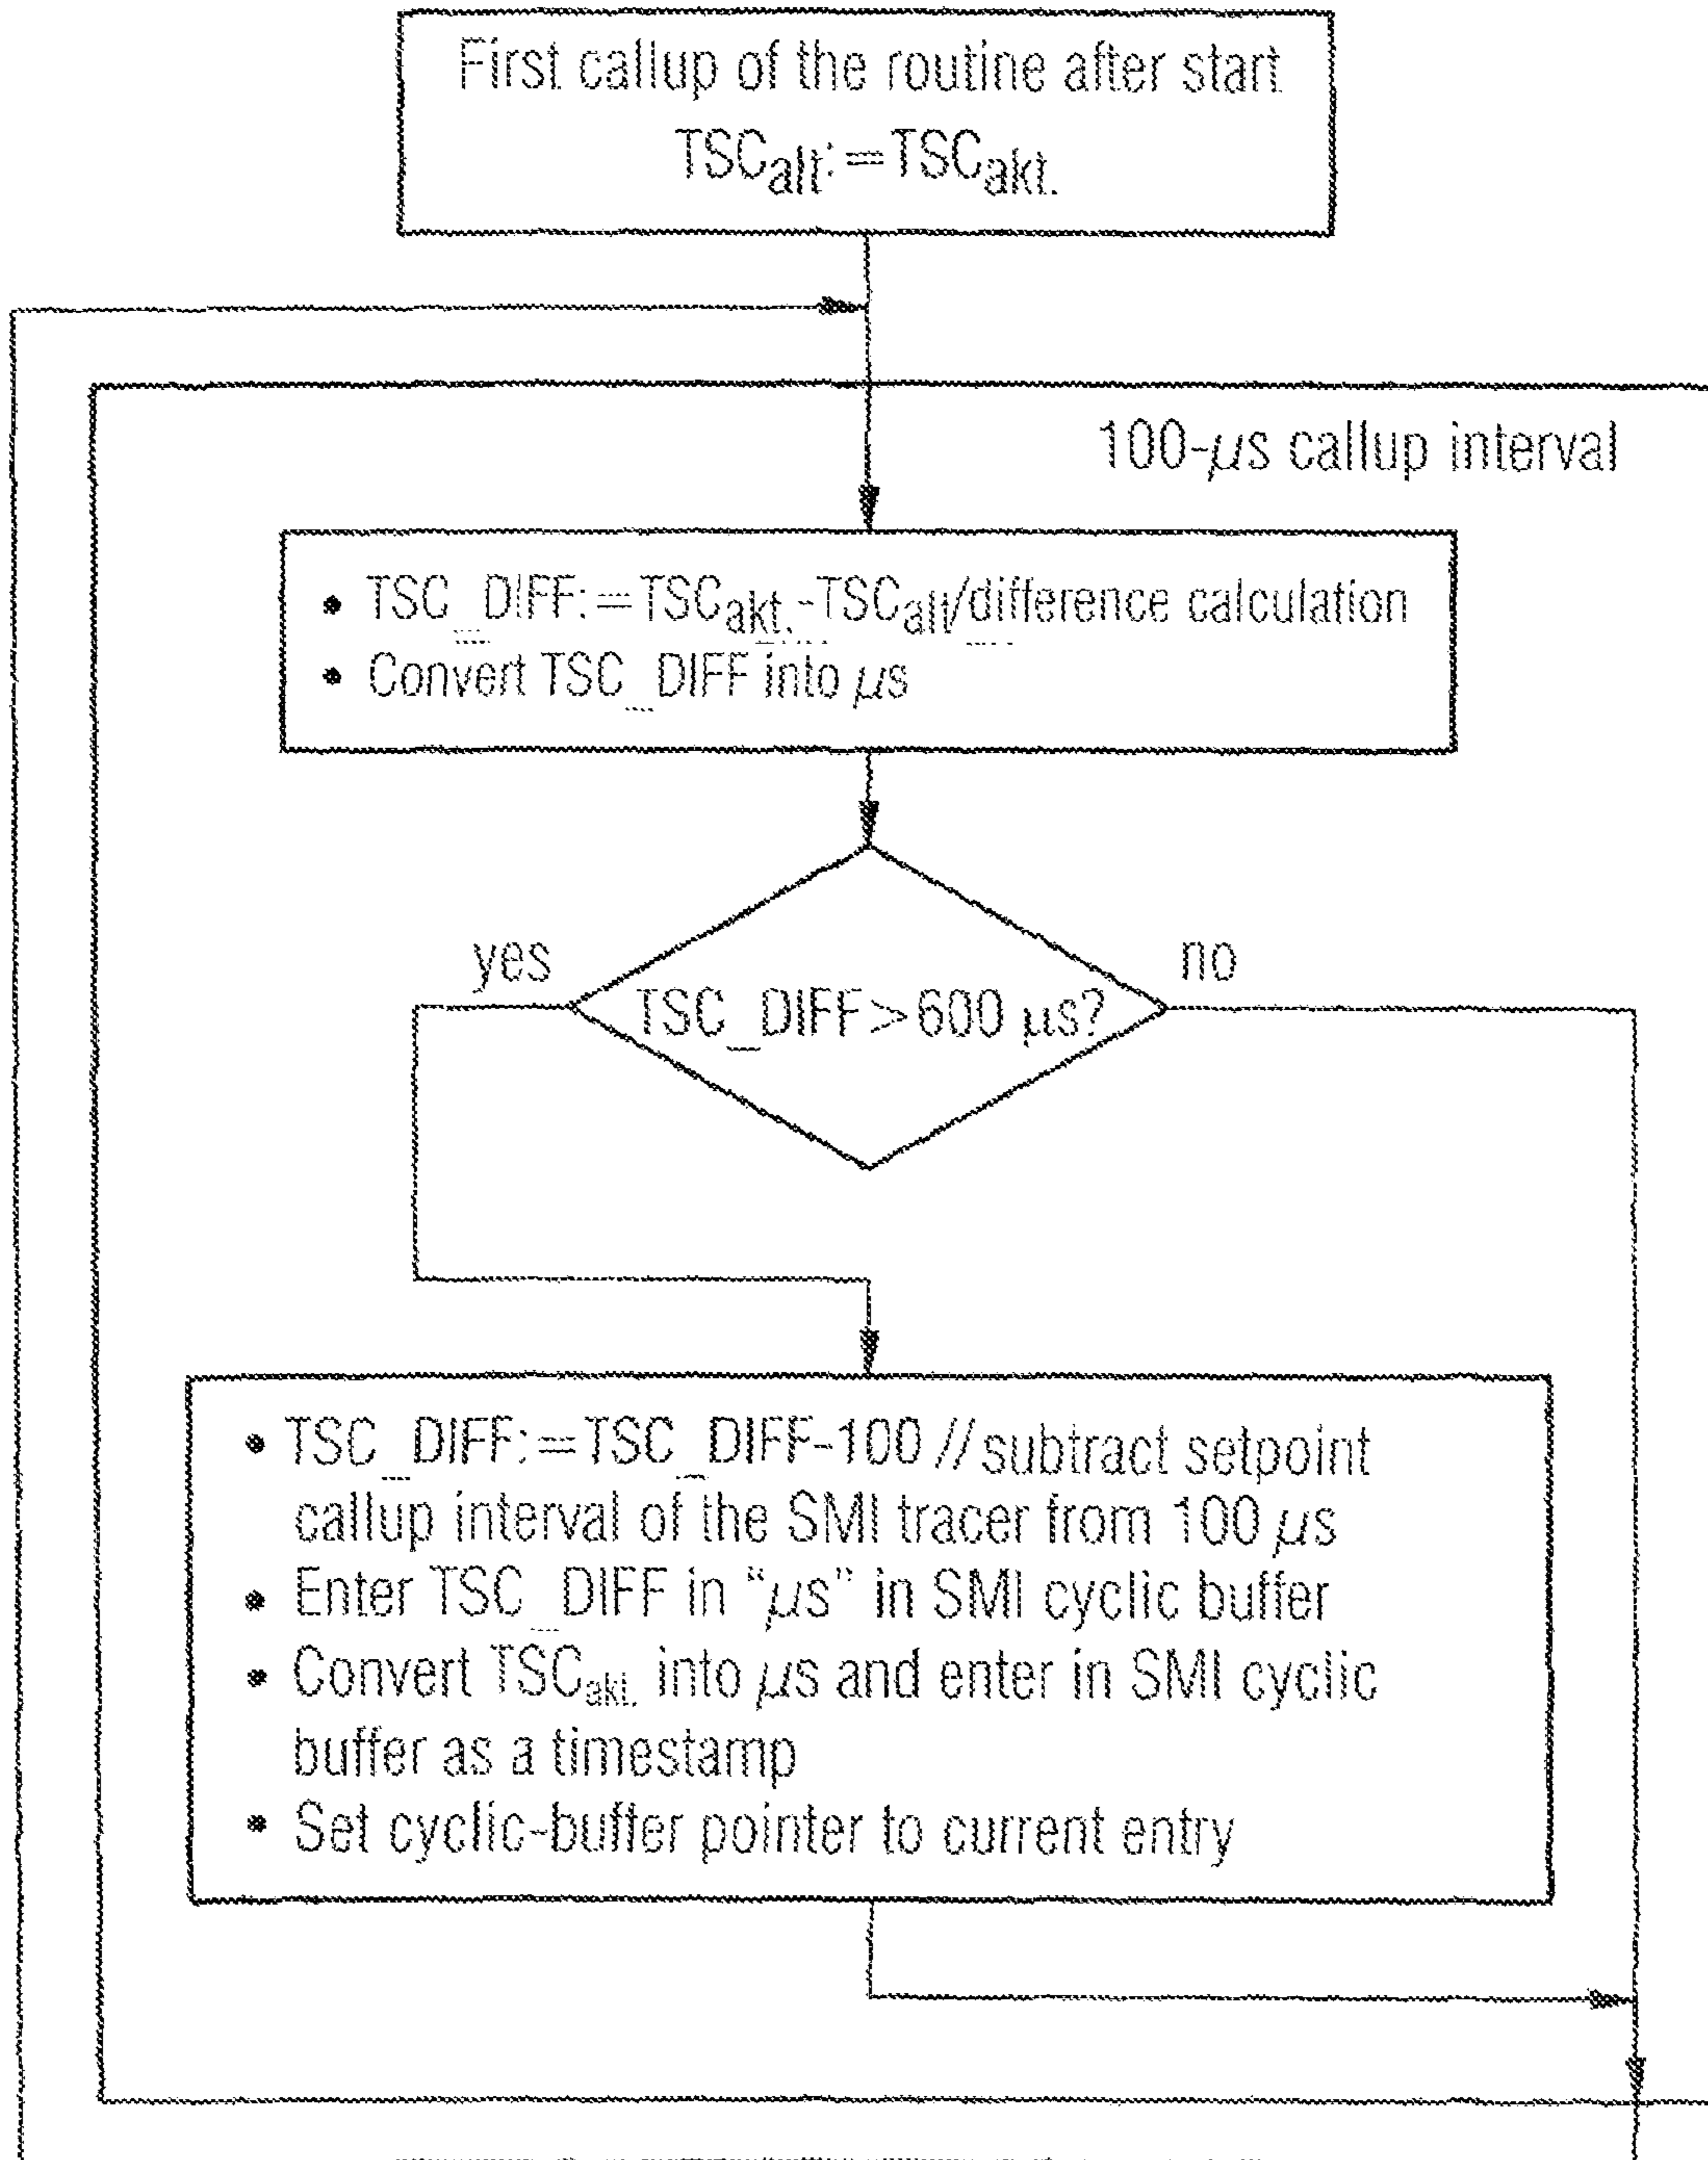 First callup of the routine after start
TSCalt:=TSCakt.
100-μs callup interval
• TSC_DIFF:=TSCakt.-TSCalt/difference calculation
• Convert TSC_DIFF into μs
yes
no
TSC_DIFF>600 μs?
• TSC_DIFF:=TSC_DIFF-100 //subtract setpoint
callup interval of the SMI tracer from 100 μs
• Enter TSC_DIFF in “μs” in SMI cyclic buffer
• Convert TSCakt. into μs and enter in SMI cyclic
buffer as a timestamp
• Set cyclic-buffer pointer to current entry